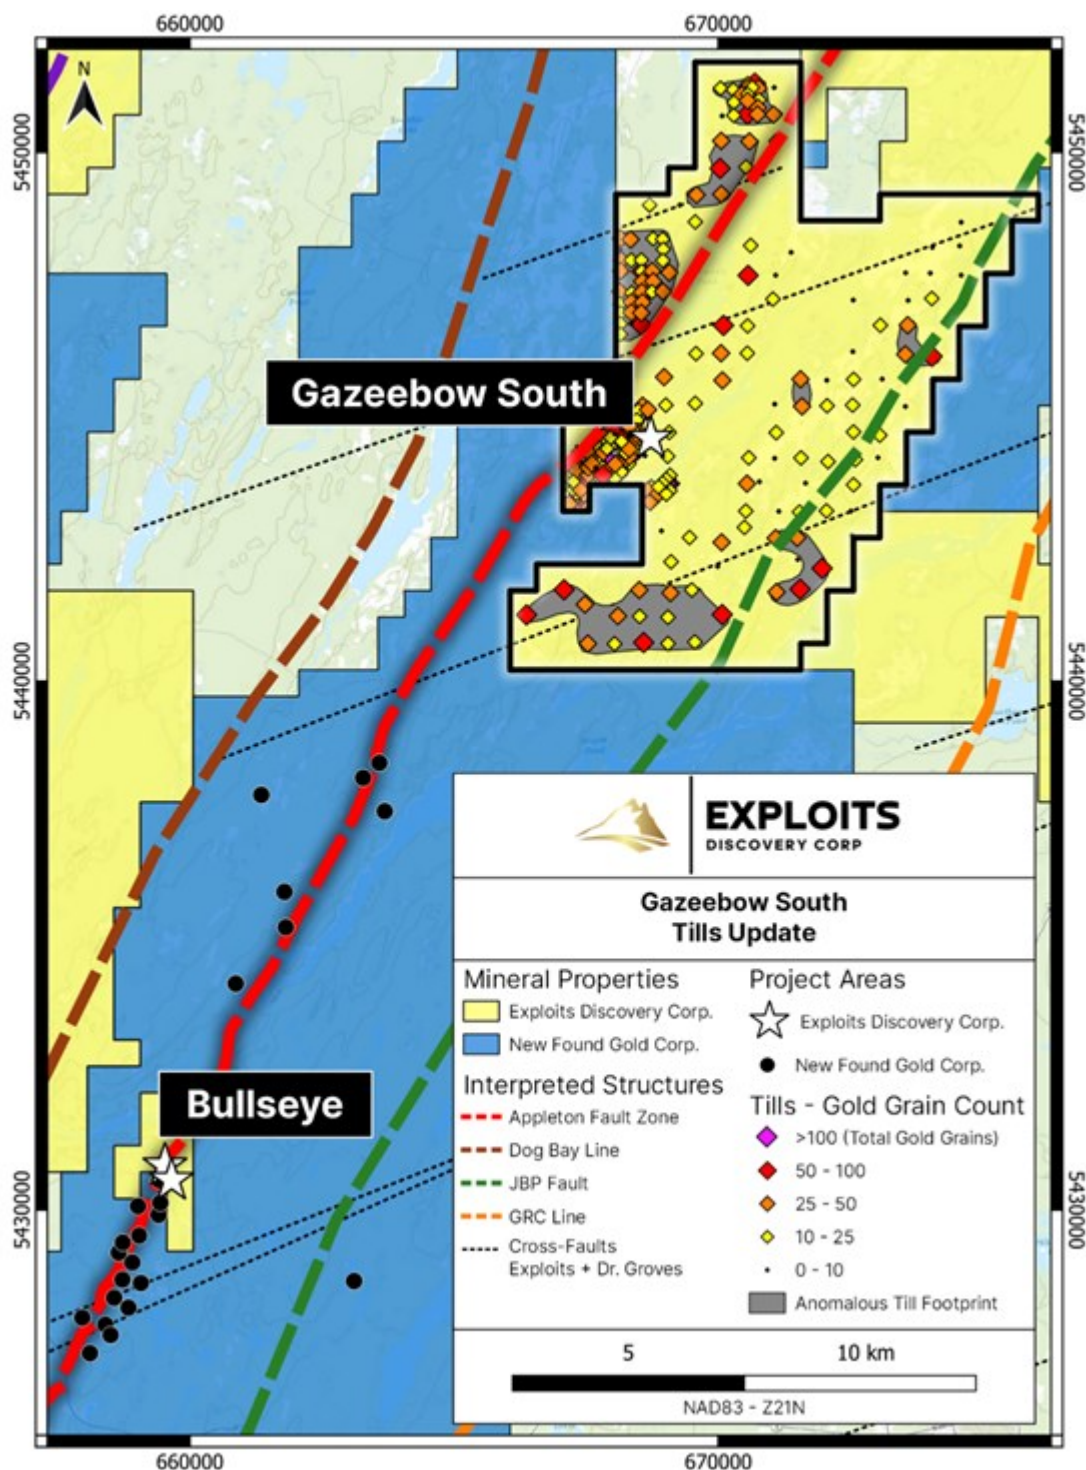 660000
670000
N
5450000
5450000
Gazeebow South
5440000
5440000
EXPLOITS
DISCOVERY CORP
Gazeebow South
Tills Update
Mineral Properties
Exploits Discovery Corp.
New Found Gold Corp.
Interpreted Structures
Appleton Fault Zone
Dog Bay Line
JBP Fault
GRC Line
Cross-Faults
Exploits + Dr. Groves
Project Areas
Exploits Discovery Corp.
New Found Gold Corp.
Tills - Gold Grain Count
>100 (Total Gold Grains)
50 - 100
25 - 50
10 - 25
0 - 10
Anomalous Till Footprint
Bullseye
5430000
5430000
5
10 km
NAD83 - Z21N
660000
670000